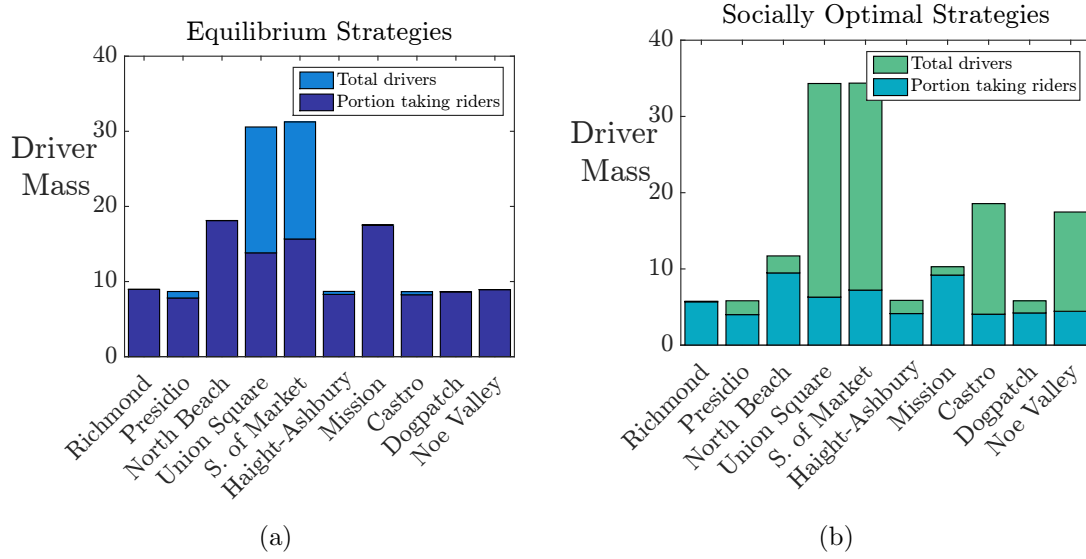 Equilibrium Strategies
Driver
Mass
40
30
20
10
0
Total drivers
Portion taking riders
Richmond
Presidio
North Beach
Union Square
S. of Market
Haight-Ashbury
Mission
Castro
Dogpatch
Noe Valley
(a)
Socially Optimal Strategies
Driver
Mass
40
30
20
10
0
Total drivers
Portion taking riders
Richmond
Presidio
North Beach
Union Square
S. of Market
Haight-Ashbury
Mission
Castro
Dogpatch
Noe Valley
(b)